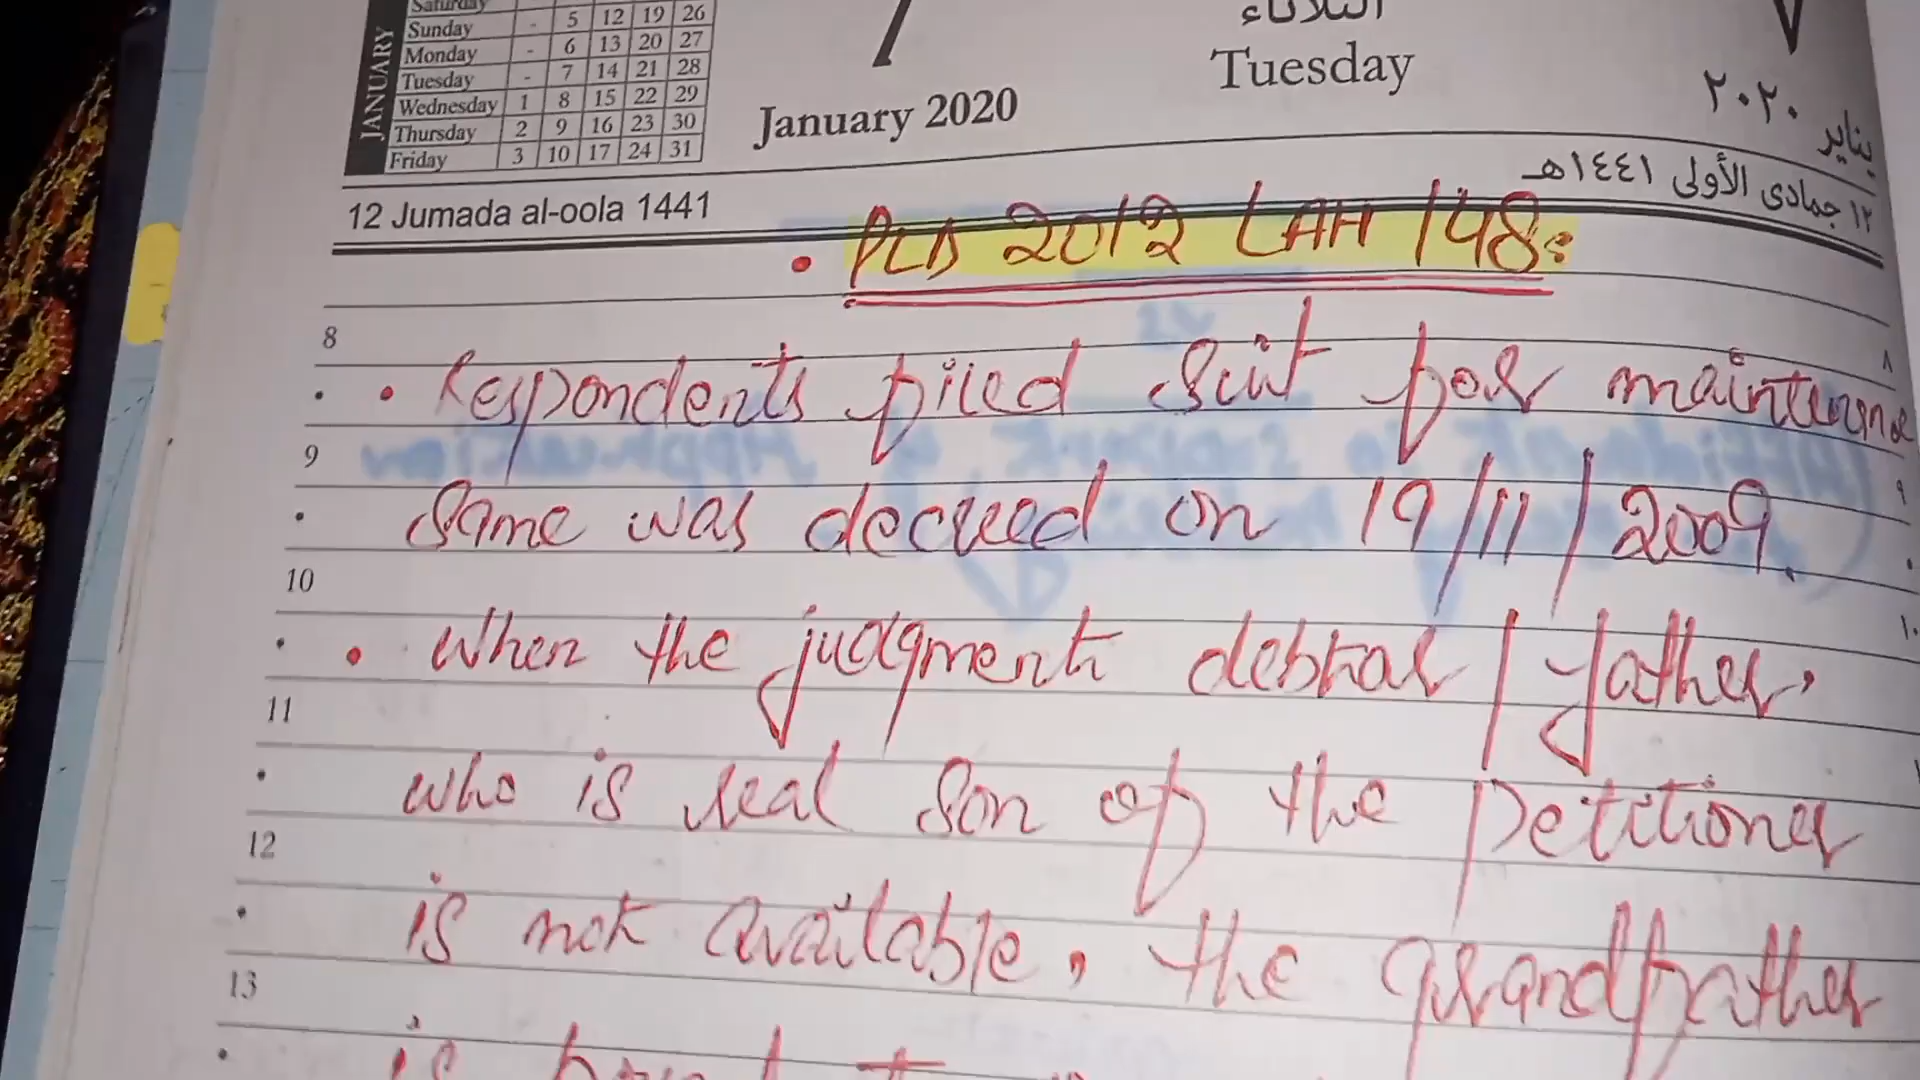 JANUARY
Saturday
Sunday - 5 12 19 26
Monday - 6 13 20 27
Tuesday - 7 14 21 28
Wednesday 1 8 15 22 29
Thursday 2 9 16 23 30
Friday 3 10 17 24 31
7
January 2020
الثلاثاء
Tuesday
٧
يناير ٢٠٢٠
12 Jumada al-oola 1441
١٢ جمادى الأولى ١٤٤١هـ
• PLD 2012 LAH 148:
8
• Respondents filed suit for maintenance
9
same was decreed on 19/11/2009.
10
• when the judgment debtor / father,
11
who is real son of the petitioner
12
is not available, the grandfather
13
is